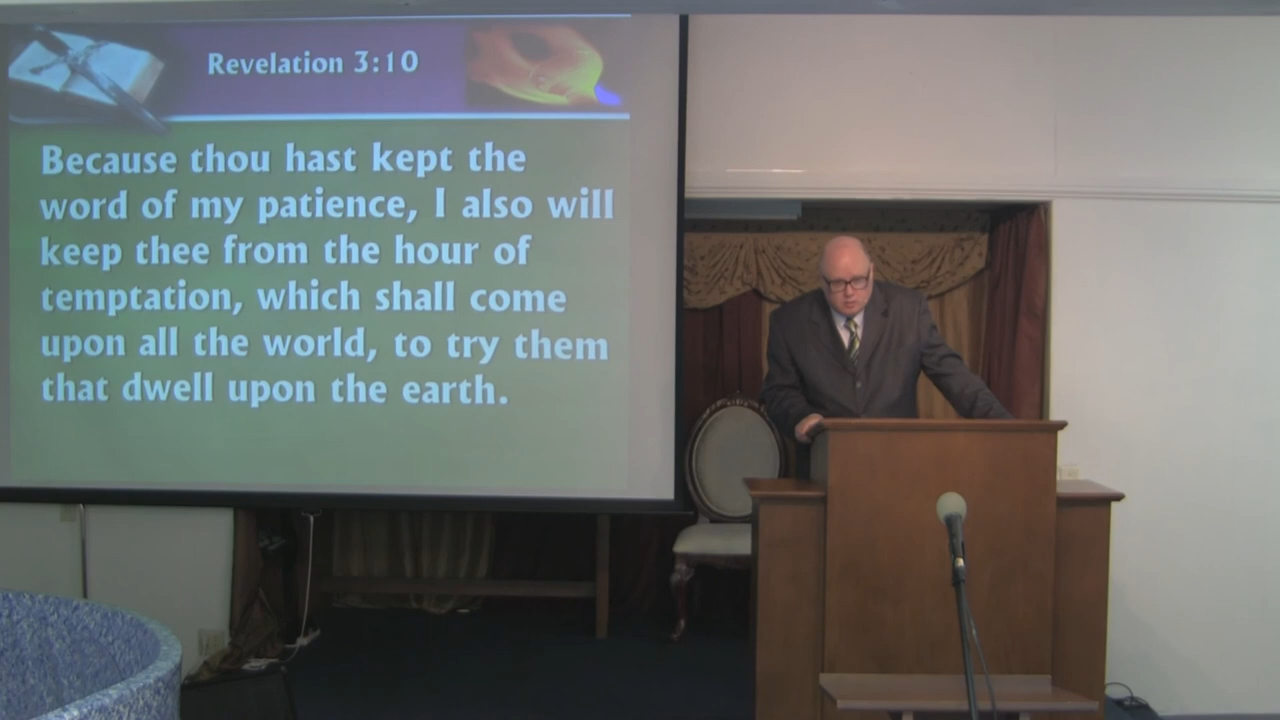 Revelation 3:10
Because thou hast kept the
word of my patience, I also will
keep thee from the hour of
temptation, which shall come
upon all the world, to try them
that dwell upon the earth.